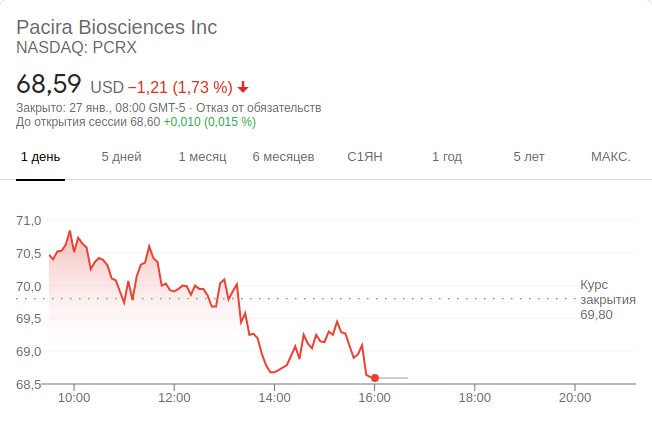 Pacira Biosciences Inc
NASDAQ: PCRX
68,59 USD −1,21 (1,73 %)
Закрыто: 27 янв., 08:00 GMT-5 · Отказ от обязательств
До открытия сессии 68,60 +0,010 (0,015 %)
1 день 5 дней 1 месяц 6 месяцев С1ЯН 1 год 5 лет МАКС.
71,0
70,5
70,0
Курс
закрытия
69,80
69,5
69,0
68,5
10:00 12:00 14:00 16:00 18:00 20:00